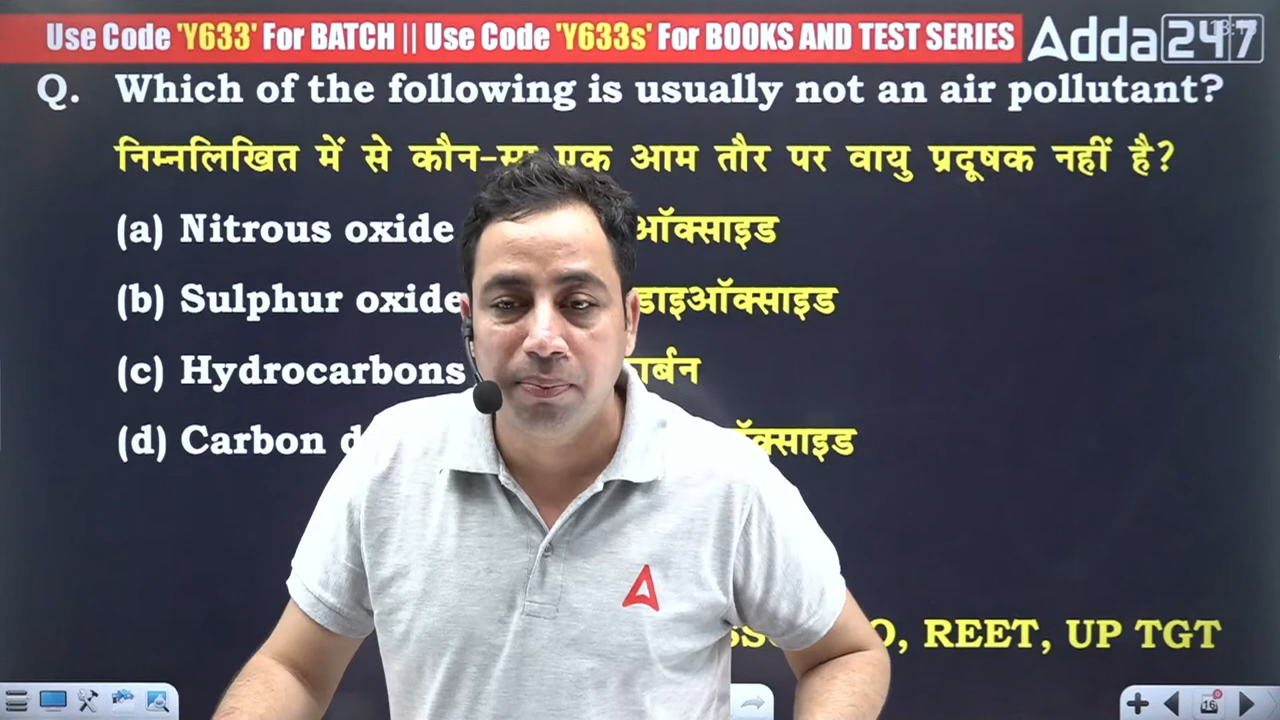 Use Code 'Y633' For BATCH || Use Code 'Y633s' For BOOKS AND TEST SERIES
Adda247
Q. Which of the following is usually not an air pollutant?
निम्नलिखित में से कौन-सा एक आम तौर पर वायु प्रदूषक नहीं है?
(a) Nitrous oxide ऑक्साइड
(b) Sulphur oxide डाइऑक्साइड
(c) Hydrocarbons
(d) Carbon
REET, UP TGT
16